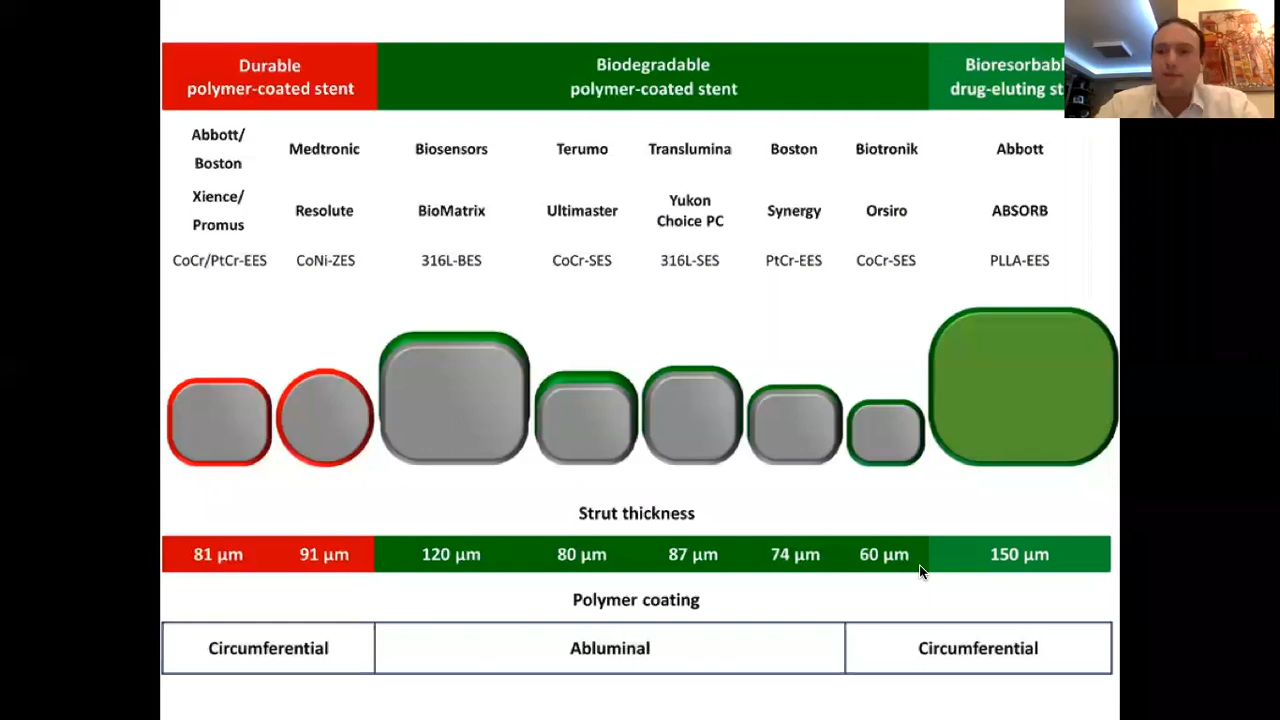 Durable
polymer-coated stent
Biodegradable
polymer-coated stent
Bioresorbabl
drug-eluting st
Abbott/
Boston
Medtronic
Biosensors
Terumo
Translumina
Boston
Biotronik
Abbott
Xience/
Promus
Resolute
BioMatrix
Ultimaster
Yukon
Choice PC
Synergy
Orsiro
ABSORB
CoCr/PtCr-EES
CoNi-ZES
316L-BES
CoCr-SES
316L-SES
PtCr-EES
CoCr-SES
PLLA-EES
Strut thickness
81 µm
91 µm
120 µm
80 µm
87 µm
74 µm
60 µm
150 µm
Polymer coating
Circumferential
Abluminal
Circumferential